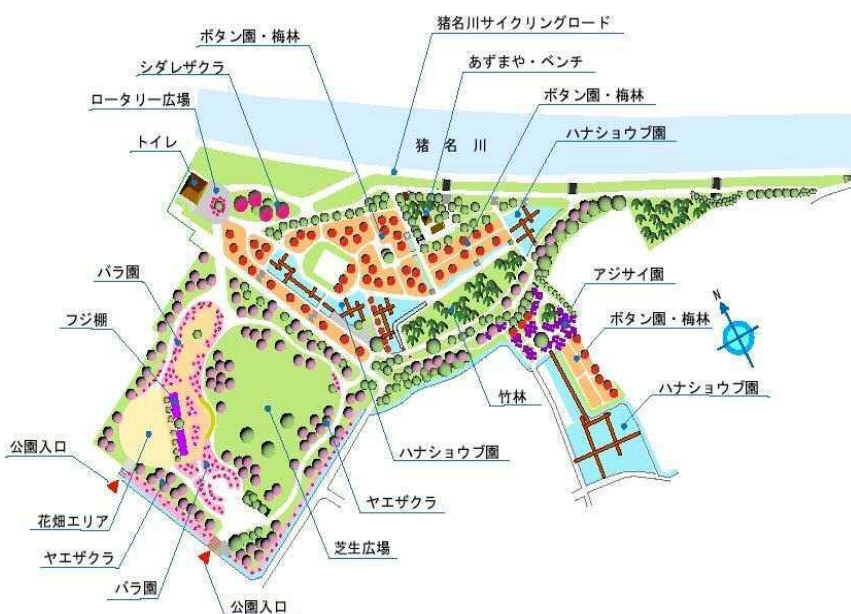 ボタン園・梅林
猪名川サイクリングロード
シダレザクラ
あずまや・ベンチ
ロータリー広場
ボタン園・梅林
トイレ
猪名川
ハナショウブ園
バラ園
アジサイ園
フジ棚
N
ボタン園・梅林
竹林
ハナショウブ園
公園入口
ハナショウブ園
花畑エリア
ヤエザクラ
ヤエザクラ
芝生広場
バラ園
公園入口